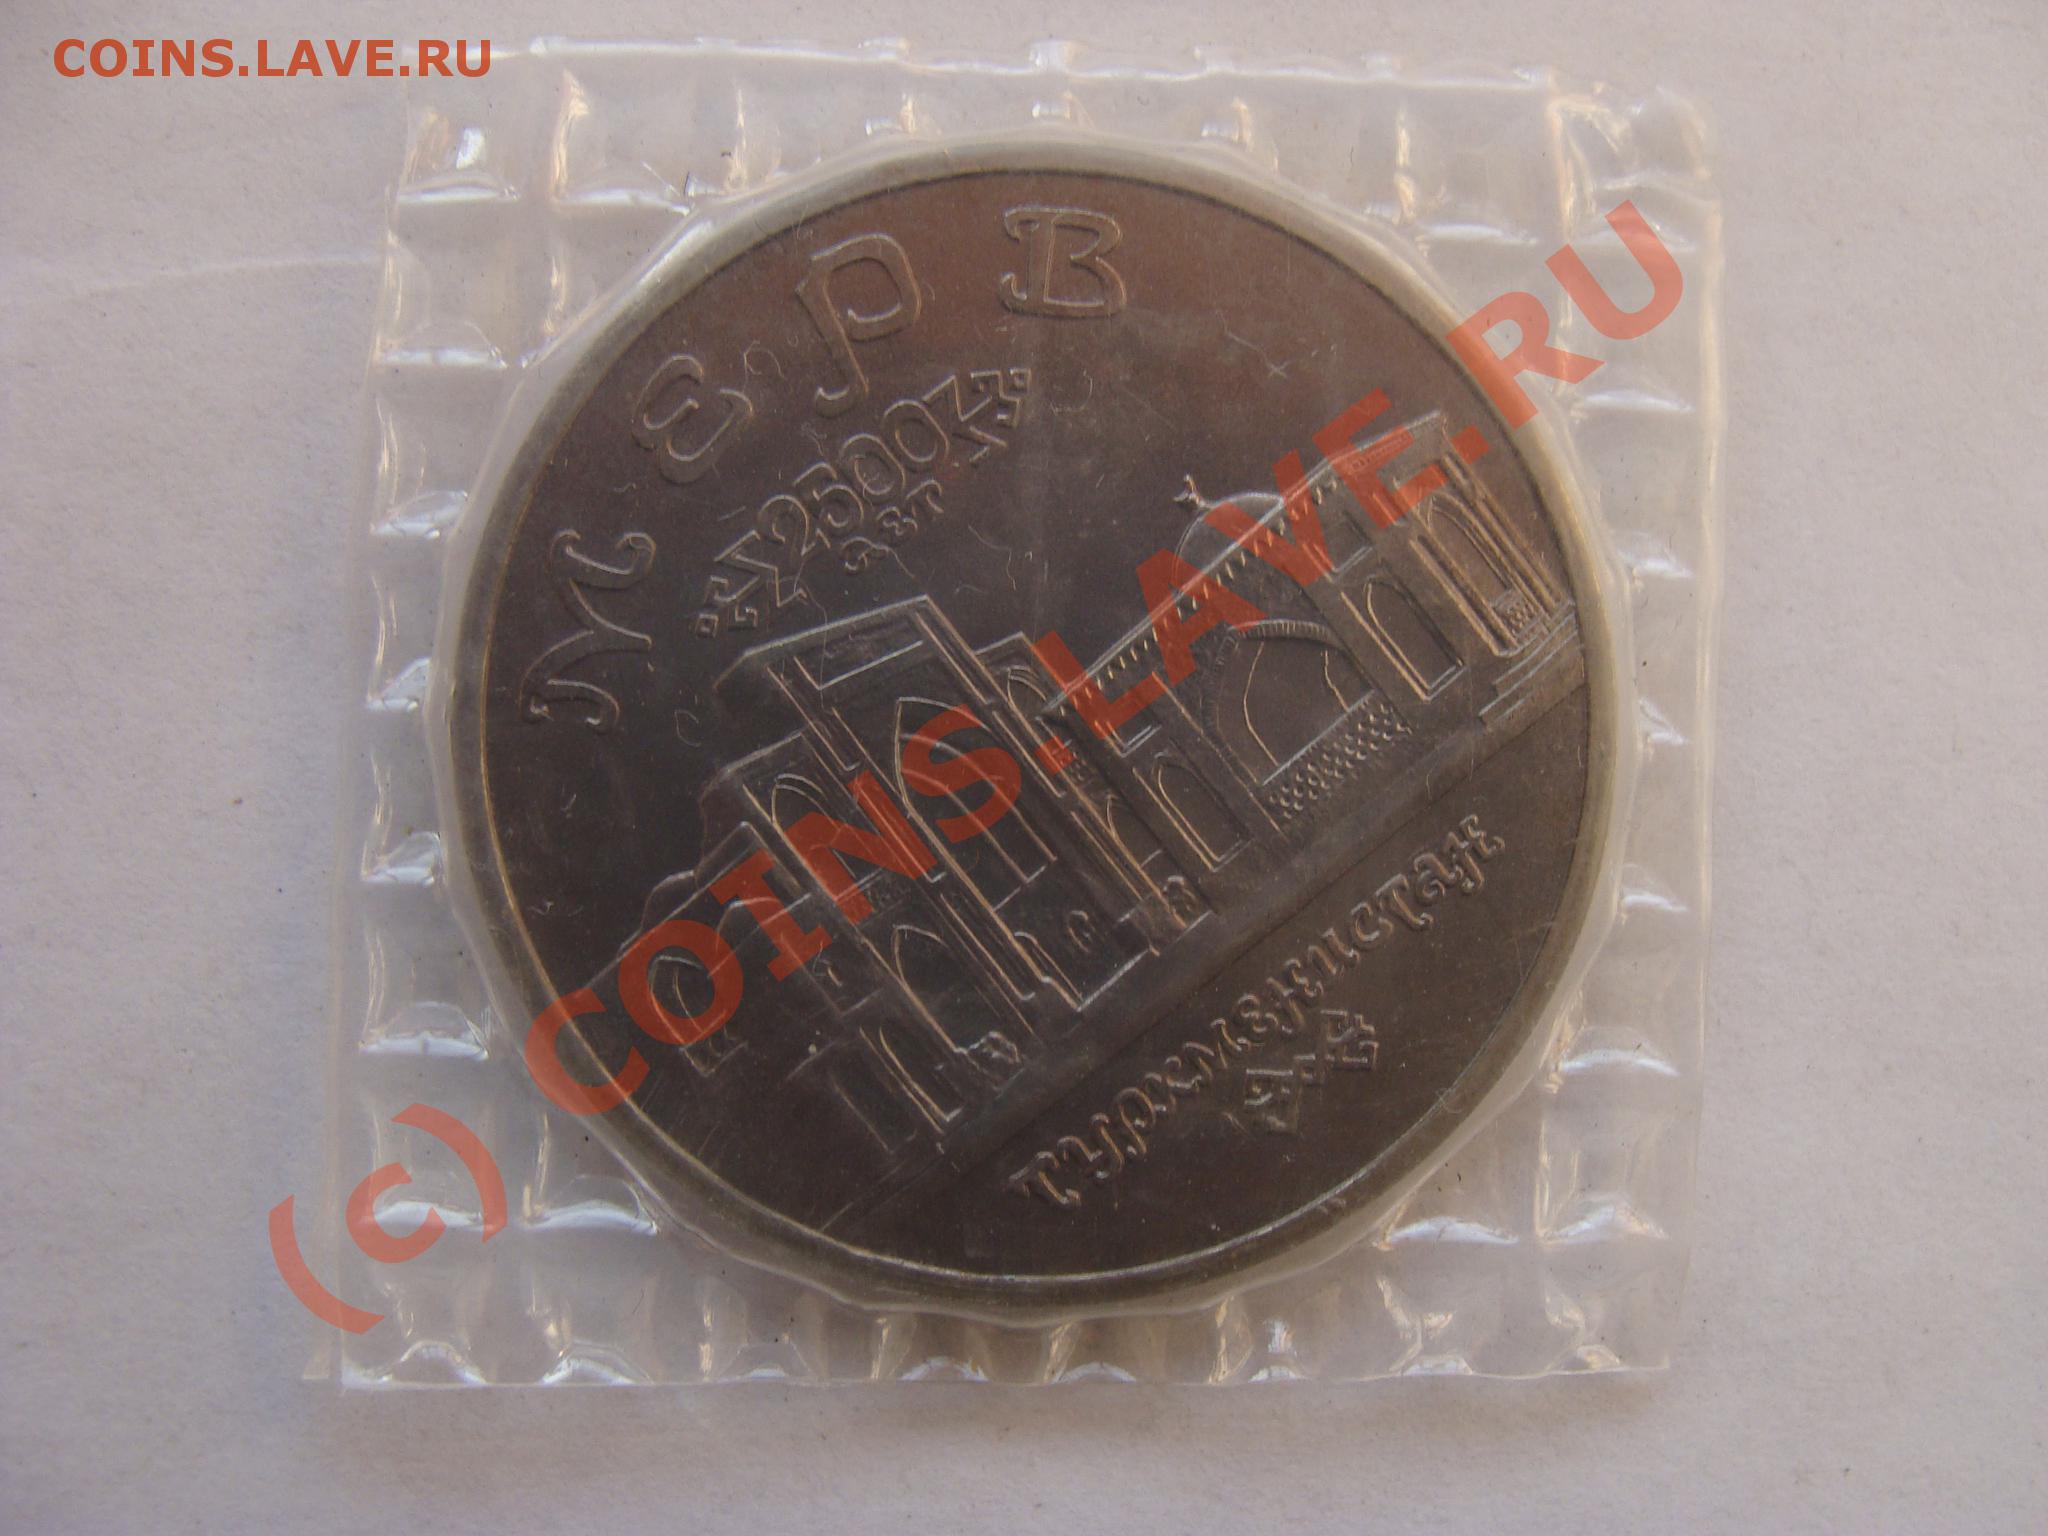 COINS.LAVE.RU
МЕРВ
2500
ЛЕТ
Туркменистан
(c) COINS.LAVE.RU